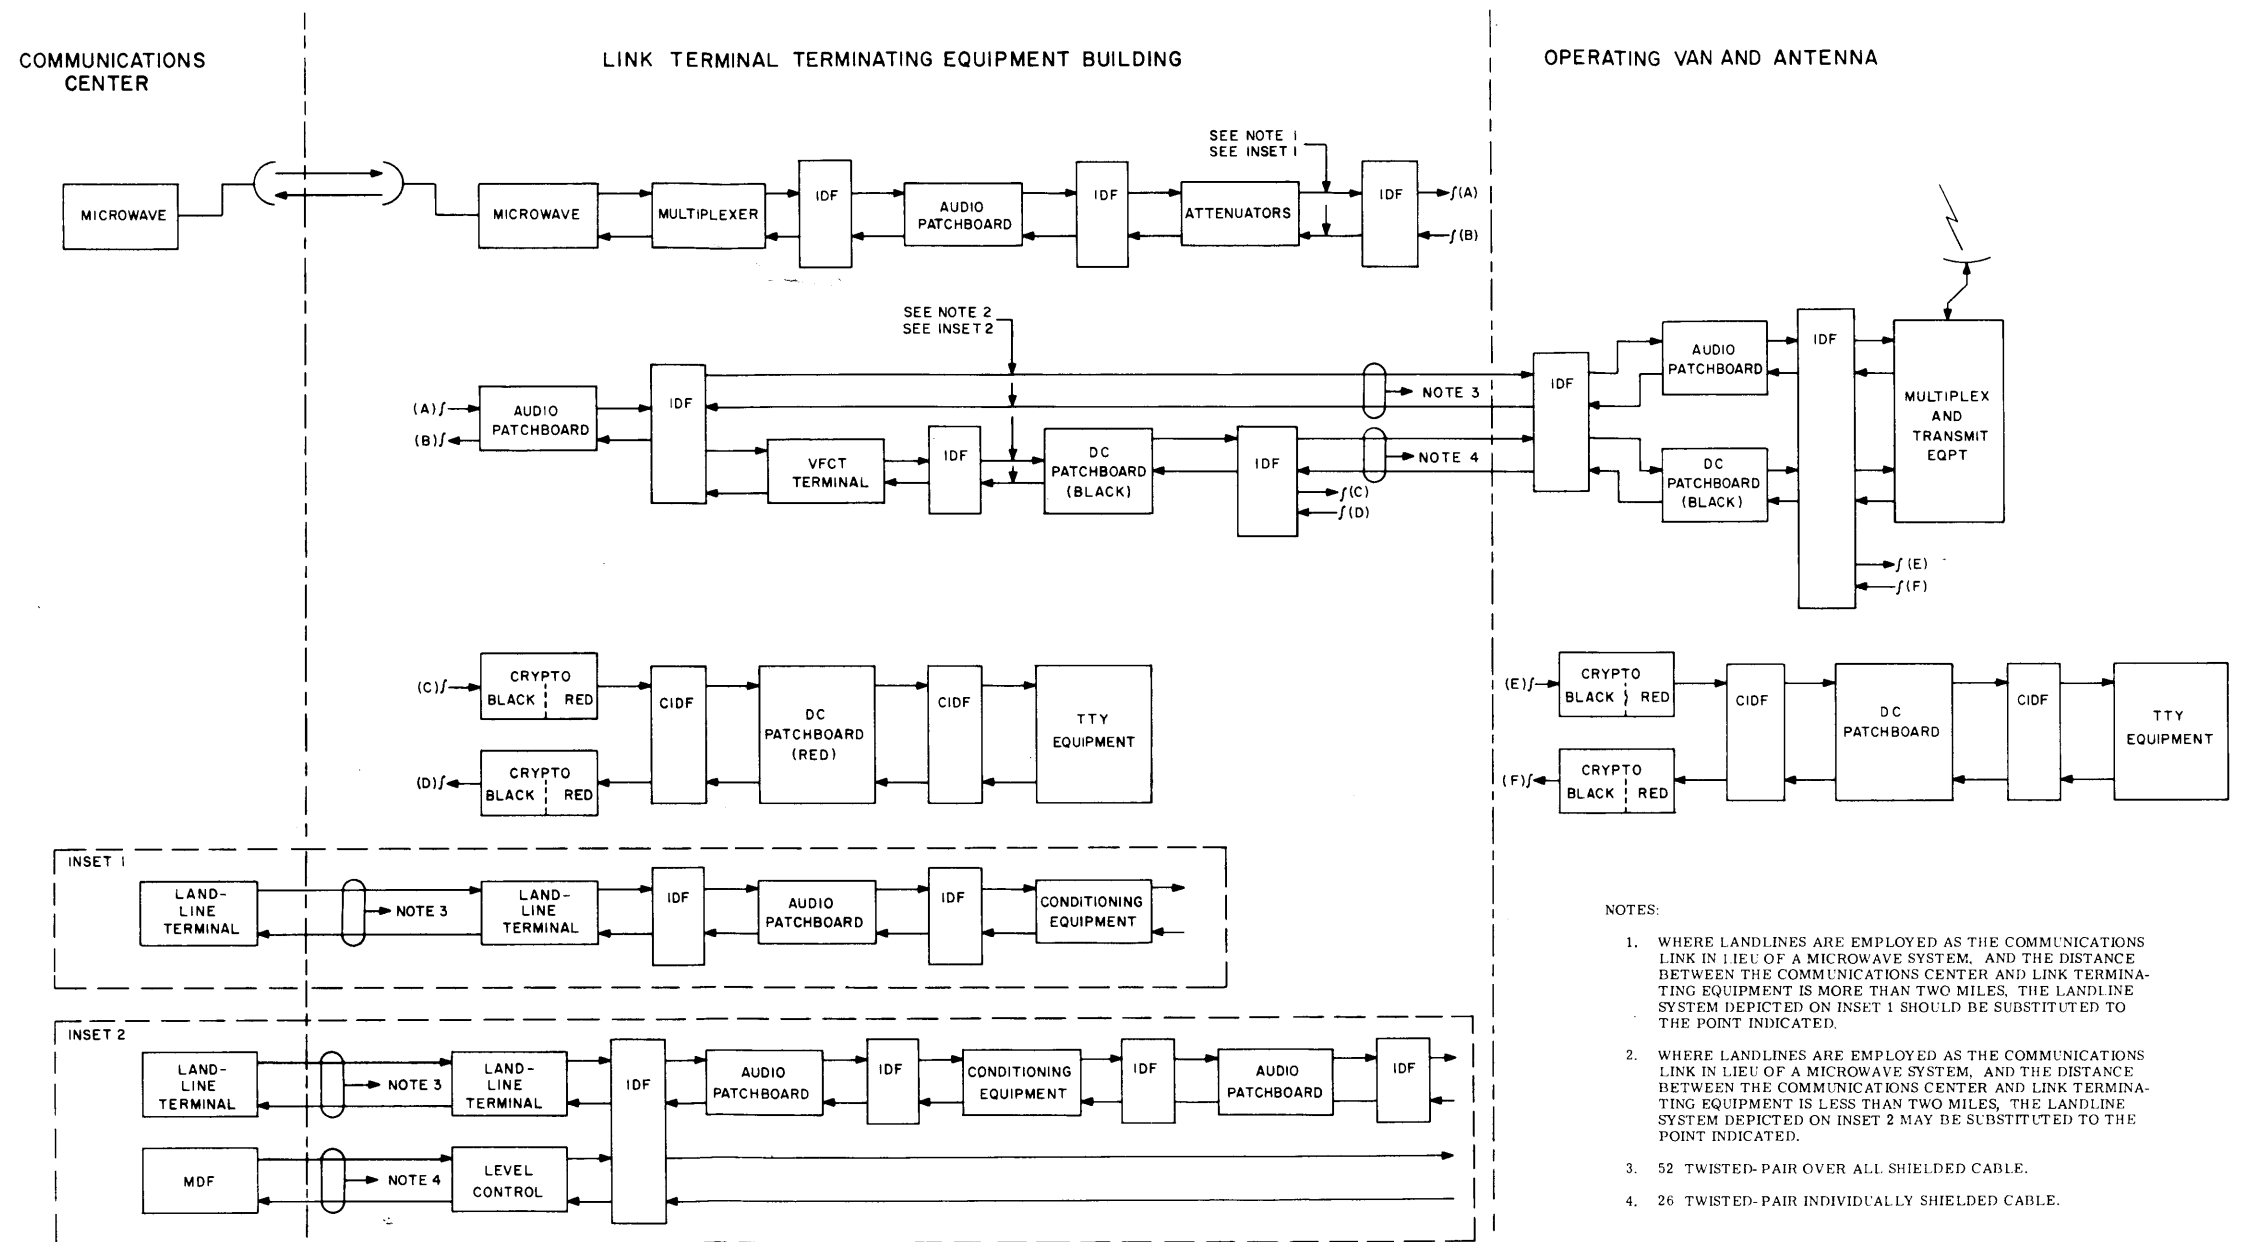 COMMUNICATIONS
CENTER
LINK TERMINAL TERMINATING EQUIPMENT BUILDING
OPERATING VAN AND ANTENNA
MICROWAVE
MICROWAVE
MULTIPLEXER
IDF
AUDIO
PATCHBOARD
IDF
ATTENUATORS
SEE NOTE 1
SEE INSET 1
IDF
∫(A)
∫(B)
SEE NOTE 2
SEE INSET 2
(A)∫
(B)∫
AUDIO
PATCHBOARD
IDF
VFCT
TERMINAL
IDF
DC
PATCHBOARD
(BLACK)
IDF
NOTE 3
NOTE 4
∫(C)
∫(D)
IDF
AUDIO
PATCHBOARD
DC
PATCHBOARD
(BLACK)
IDF
MULTIPLEX
AND
TRANSMIT
EQPT
∫(E)
∫(F)
(C)∫
CRYPTO
BLACK RED
(D)∫
CRYPTO
BLACK RED
CIDF
DC
PATCHBOARD
(RED)
CIDF
TTY
EQUIPMENT
(E)∫
CRYPTO
BLACK RED
(F)∫
CRYPTO
BLACK RED
CIDF
DC
PATCHBOARD
CIDF
TTY
EQUIPMENT
INSET 1
LAND-
LINE
TERMINAL
NOTE 3
LAND-
LINE
TERMINAL
IDF
AUDIO
PATCHBOARD
IDF
CONDITIONING
EQUIPMENT
INSET 2
LAND-
LINE
TERMINAL
NOTE 3
LAND-
LINE
TERMINAL
IDF
AUDIO
PATCHBOARD
IDF
CONDITIONING
EQUIPMENT
IDF
AUDIO
PATCHBOARD
IDF
MDF
NOTE 4
LEVEL
CONTROL
NOTES:
1. WHERE LANDLINES ARE EMPLOYED AS THE COMMUNICATIONS
LINK IN LIEU OF A MICROWAVE SYSTEM, AND THE DISTANCE
BETWEEN THE COMMUNICATIONS CENTER AND LINK TERMINA-
TING EQUIPMENT IS MORE THAN TWO MILES, THE LANDLINE
SYSTEM DEPICTED ON INSET 1 SHOULD BE SUBSTITUTED TO
THE POINT INDICATED.
2. WHERE LANDLINES ARE EMPLOYED AS THE COMMUNICATIONS
LINK IN LIEU OF A MICROWAVE SYSTEM, AND THE DISTANCE
BETWEEN THE COMMUNICATIONS CENTER AND LINK TERMINA-
TING EQUIPMENT IS LESS THAN TWO MILES, THE LANDLINE
SYSTEM DEPICTED ON INSET 2 MAY BE SUBSTITUTED TO THE
POINT INDICATED.
3. 52 TWISTED-PAIR OVER ALL SHIELDED CABLE.
4. 26 TWISTED-PAIR INDIVIDUALLY SHIELDED CABLE.